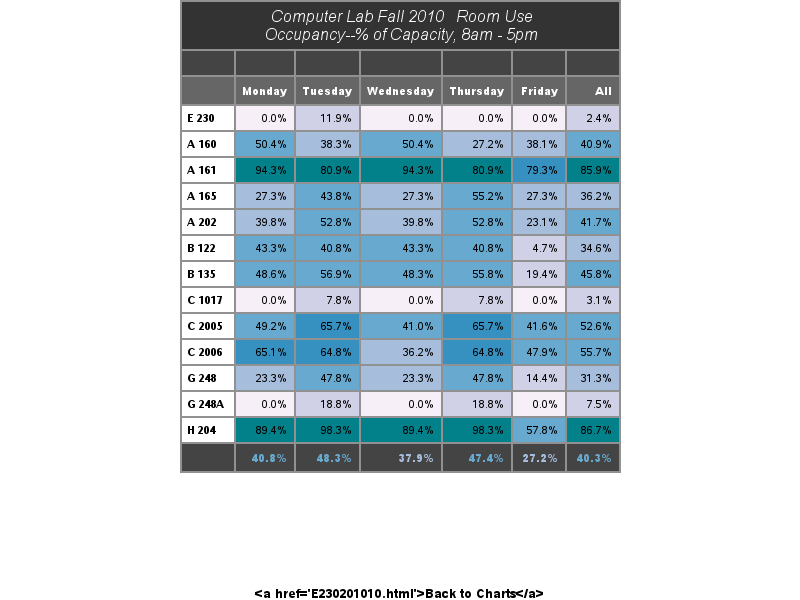 Computer Lab Fall 2010 Room Use
Occupancy--% of Capacity, 8am - 5pm
Monday Tuesday Wednesday Thursday Friday All
E 230 0.0% 11.9% 0.0% 0.0% 0.0% 2.4%
A 160 50.4% 38.3% 50.4% 27.2% 38.1% 40.9%
A 161 94.3% 80.9% 94.3% 80.9% 79.3% 85.9%
A 165 27.3% 43.8% 27.3% 55.2% 27.3% 36.2%
A 202 39.8% 52.8% 39.8% 52.8% 23.1% 41.7%
B 122 43.3% 40.8% 43.3% 40.8% 4.7% 34.6%
B 135 48.6% 56.9% 48.3% 55.8% 19.4% 45.8%
C 1017 0.0% 7.8% 0.0% 7.8% 0.0% 3.1%
C 2005 49.2% 65.7% 41.0% 65.7% 41.6% 52.6%
C 2006 65.1% 64.8% 36.2% 64.8% 47.9% 55.7%
G 248 23.3% 47.8% 23.3% 47.8% 14.4% 31.3%
G 248A 0.0% 18.8% 0.0% 18.8% 0.0% 7.5%
H 204 89.4% 98.3% 89.4% 98.3% 57.8% 86.7%
40.8% 48.3% 37.9% 47.4% 27.2% 40.3%
<a href='E230201010.html'>Back to Charts</a>